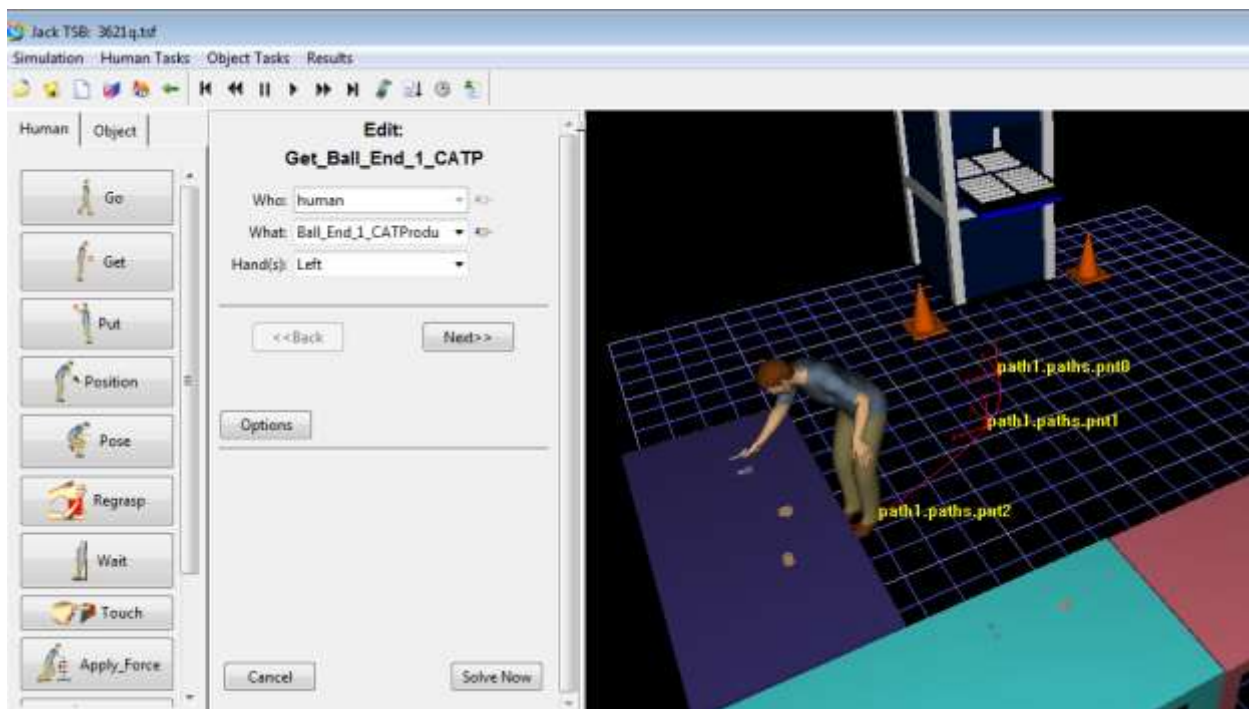 Jack TSB: 3621q.tsf
Simulation Human Tasks Object Tasks Results
Human Object
Go
Get
Put
Position
Pose
Regrasp
Wait
Touch
Apply_Force
Edit:
Get_Ball_End_1_CATP
Who: human
What: Ball_End_1_CATProdu
Hand(s): Left
<<Back Next>>
Options
Cancel Solve Now
path1.paths.pnt0
path1.paths.pnt1
path1.paths.pnt2